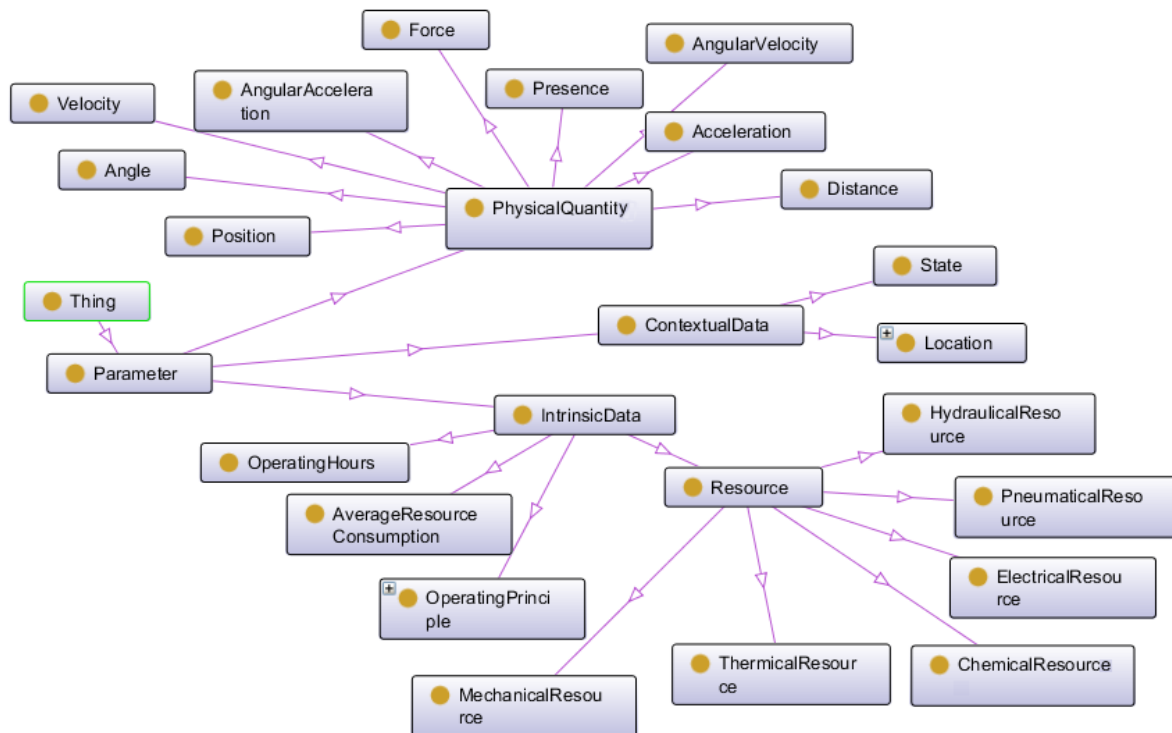 Force
AngularVelocity
Velocity
AngularAccelera
tion
Presence
Acceleration
Angle
Distance
PhysicalQuantity
Position
State
Thing
ContextualData
Location
Parameter
IntrinsicData
HydraulicalReso
urce
OperatingHours
Resource
PneumaticalReso
urce
AverageResource
Consumption
ElectricalResou
rce
OperatingPrinci
ple
ThermicalResour
ce
ChemicalResource
MechanicalResou
rce